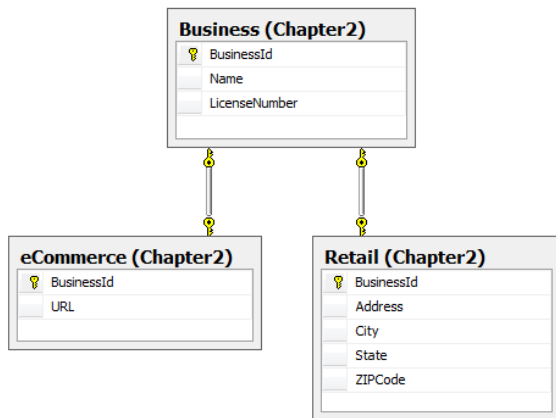 Business (Chapter2)
BusinessId
Name
LicenseNumber
eCommerce (Chapter2)
BusinessId
URL
Retail (Chapter2)
BusinessId
Address
City
State
ZIPCode